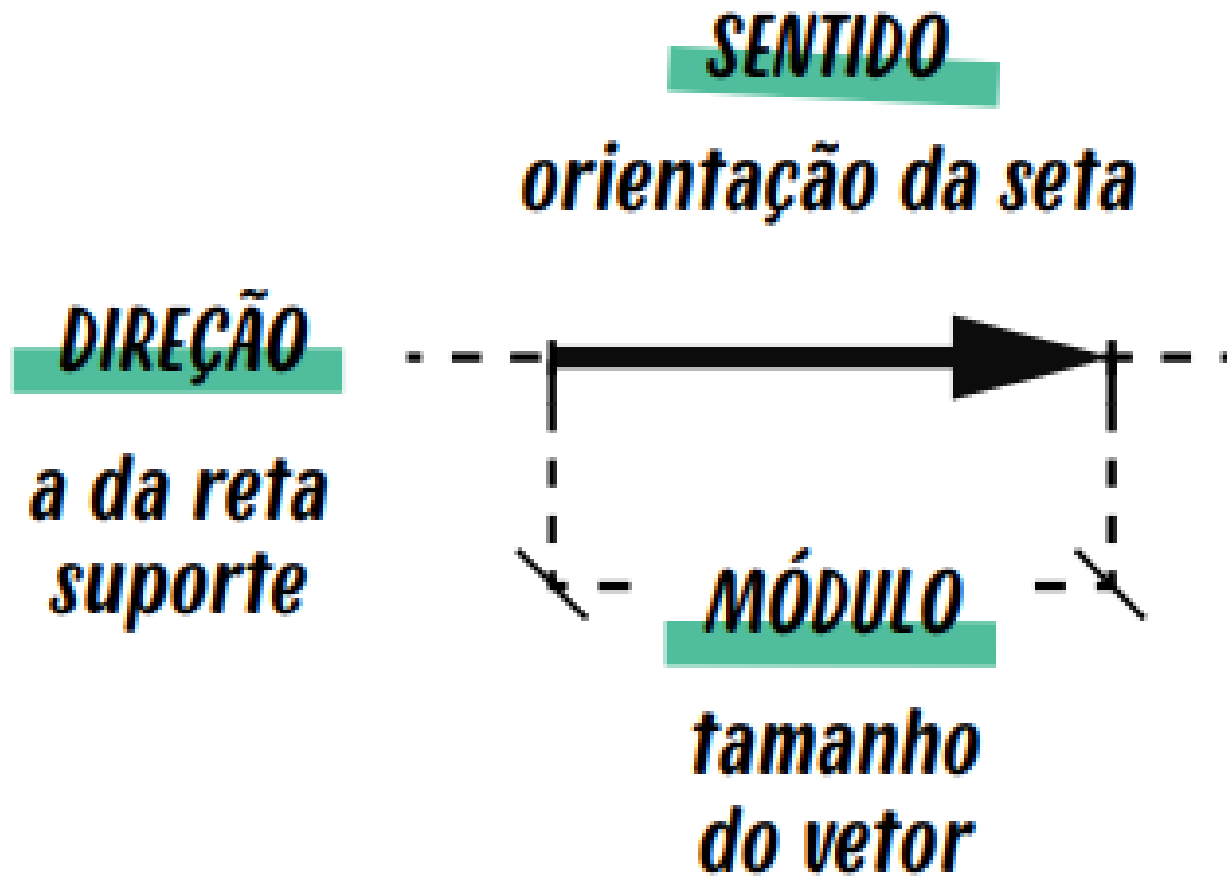 SENTIDO
orientação da seta
DIREÇÃO
a da reta
suporte
MÓDULO
tamanho
do vetor